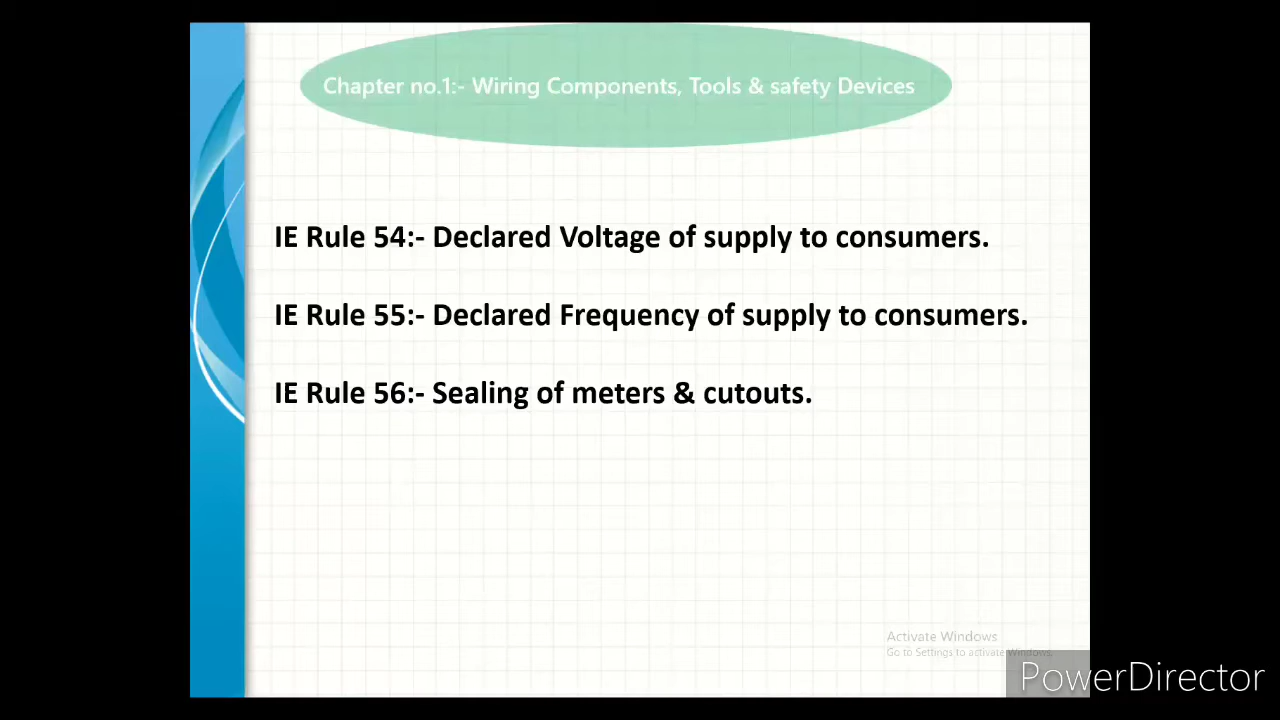 Chapter no.1:- Wiring Components, Tools & safety Devices
IE Rule 54:- Declared Voltage of supply to consumers.
IE Rule 55:- Declared Frequency of supply to consumers.
IE Rule 56:- Sealing of meters & cutouts.
Activate Windows
Go to Settings to activate Windows.
PowerDirector